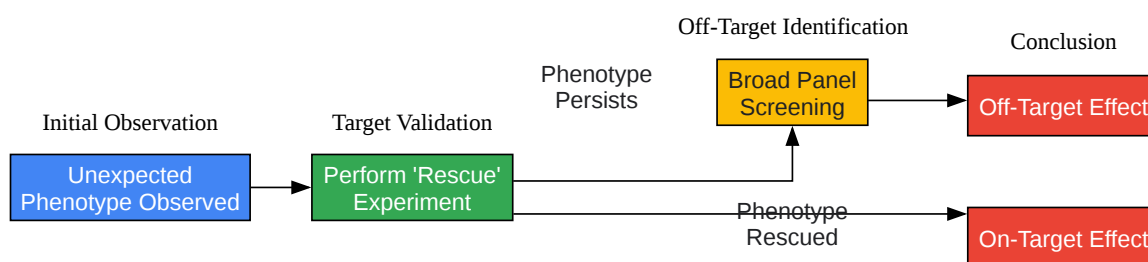 Off-Target Identification
Conclusion
Phenotype
Persists
Broad Panel
Screening
Off-Target Effect
Initial Observation
Target Validation
Unexpected
Phenotype Observed
Perform 'Rescue'
Experiment
Phenotype
Rescued
On-Target Effect